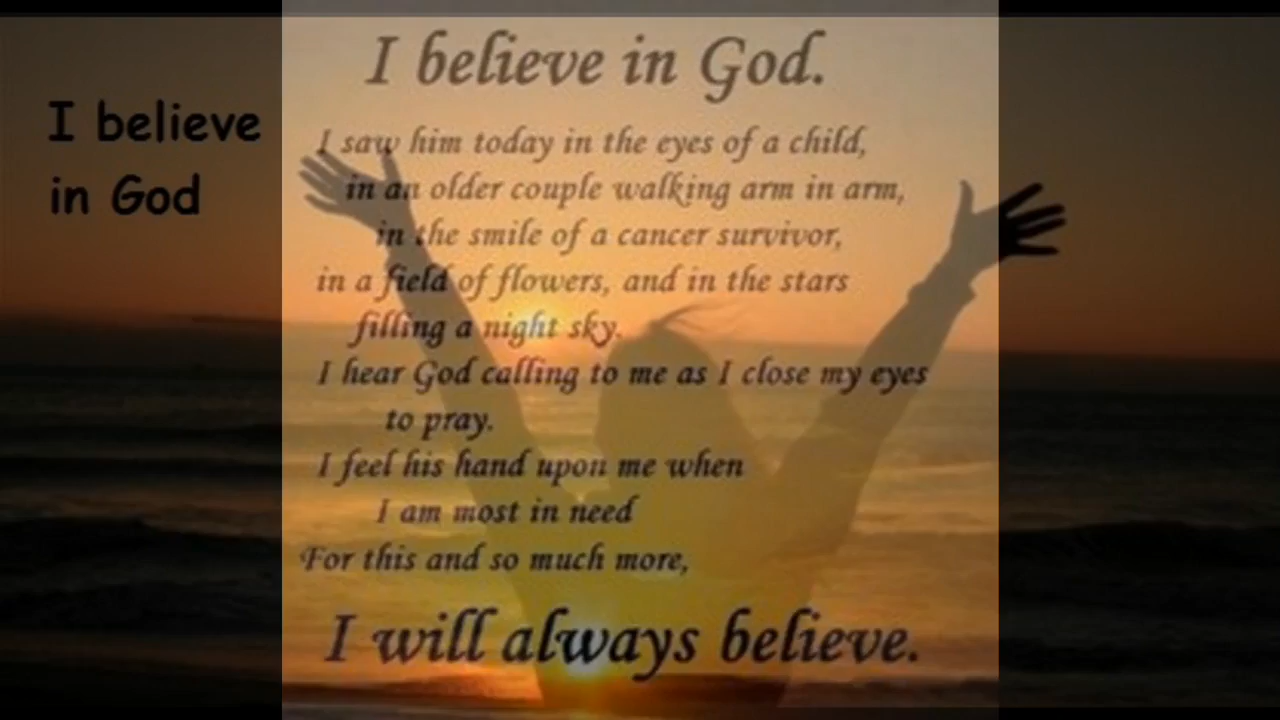 I believe
in God
I believe in God.
I saw him today in the eyes of a child,
in an older couple walking arm in arm,
in the smile of a cancer survivor,
in a field of flowers, and in the stars
filling a night sky.
I hear God calling to me as I close my eyes
to pray.
I feel his hand upon me when
I am most in need
For this and so much more,
I will always believe.